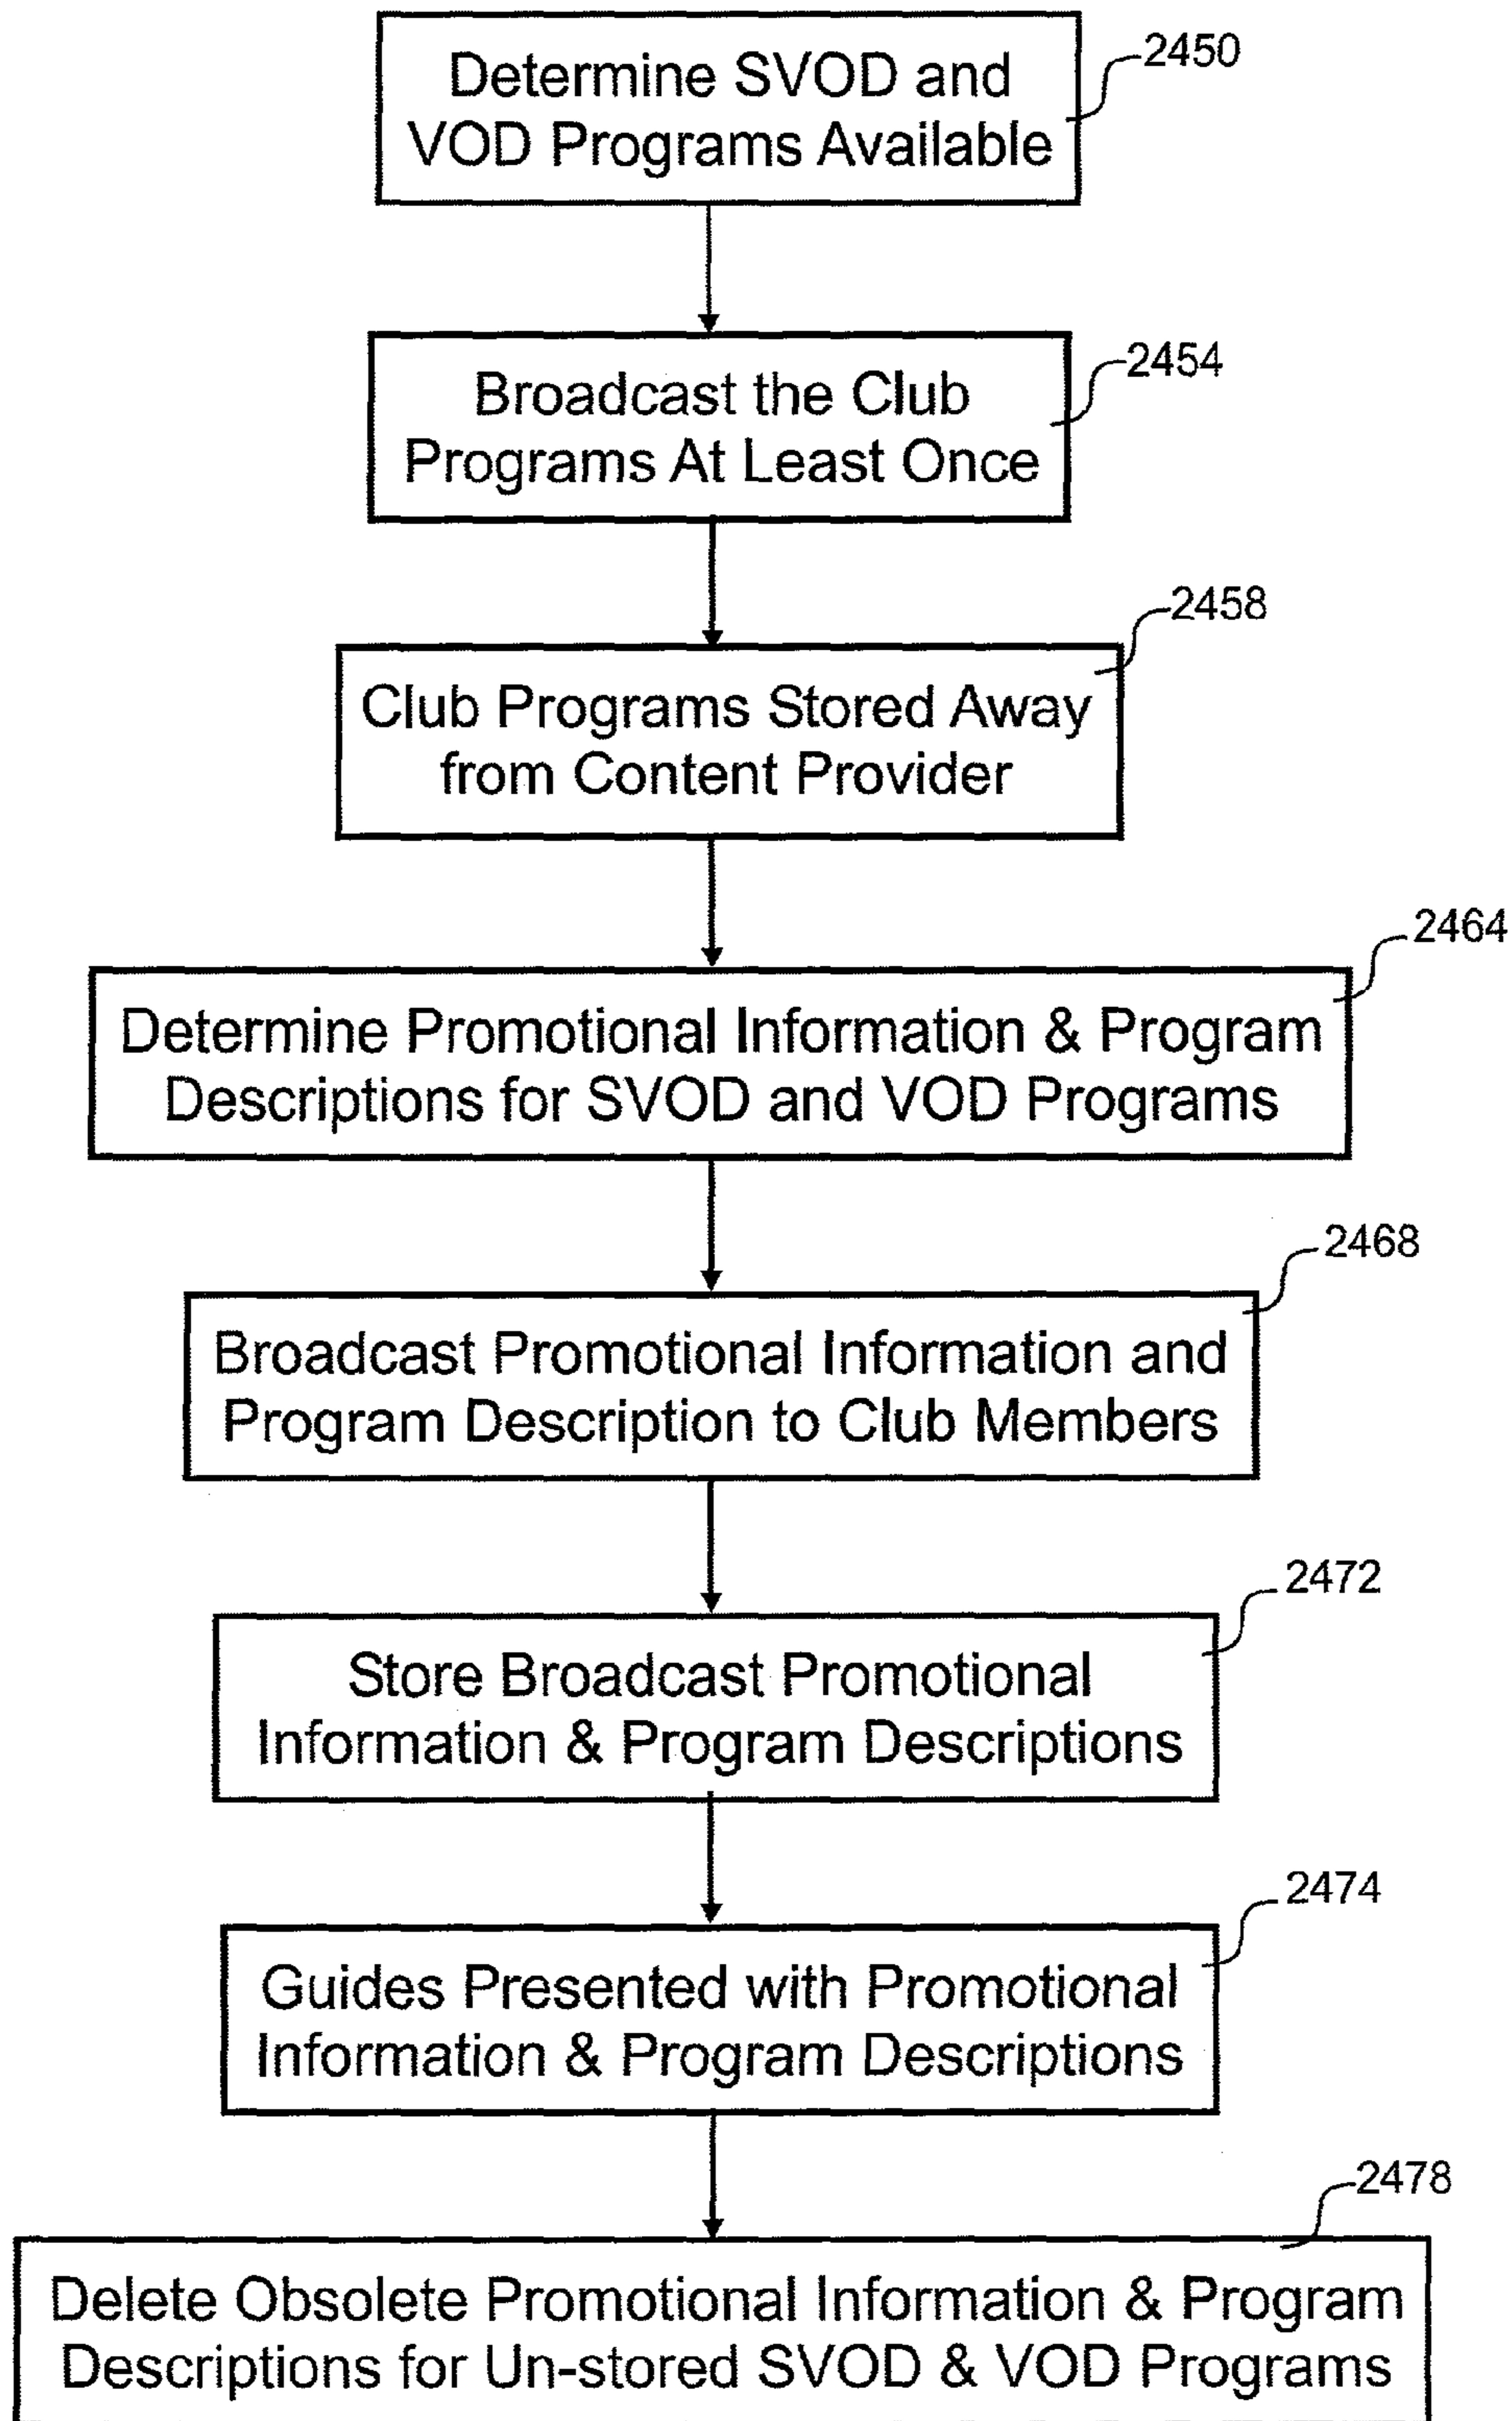 Determine SVOD and
VOD Programs Available
2450
Broadcast the Club
Programs At Least Once
2454
Club Programs Stored Away
from Content Provider
2458
Determine Promotional Information & Program
Descriptions for SVOD and VOD Programs
2464
Broadcast Promotional Information and
Program Description to Club Members
2468
Store Broadcast Promotional
Information & Program Descriptions
2472
Guides Presented with Promotional
Information & Program Descriptions
2474
Delete Obsolete Promotional Information & Program
Descriptions for Un-stored SVOD & VOD Programs
2478